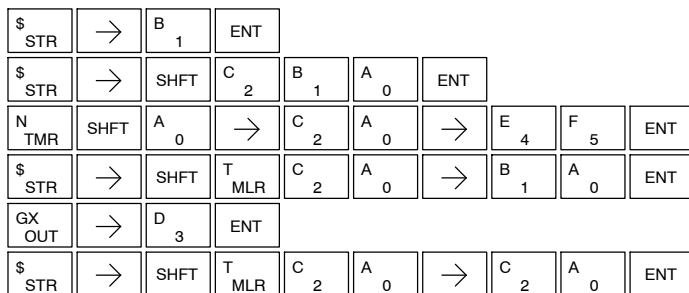 $ STR → B 1 ENT
$ STR → SHFT C 2 B 1 A 0 ENT
N TMR SHFT A 0 → C 2 A 0 → E 4 F 5 ENT
$ STR → SHFT T MLR C 2 A 0 → B 1 A 0 ENT
GX OUT → D 3 ENT
$ STR → SHFT T MLR C 2 A 0 → C 2 A 0 ENT